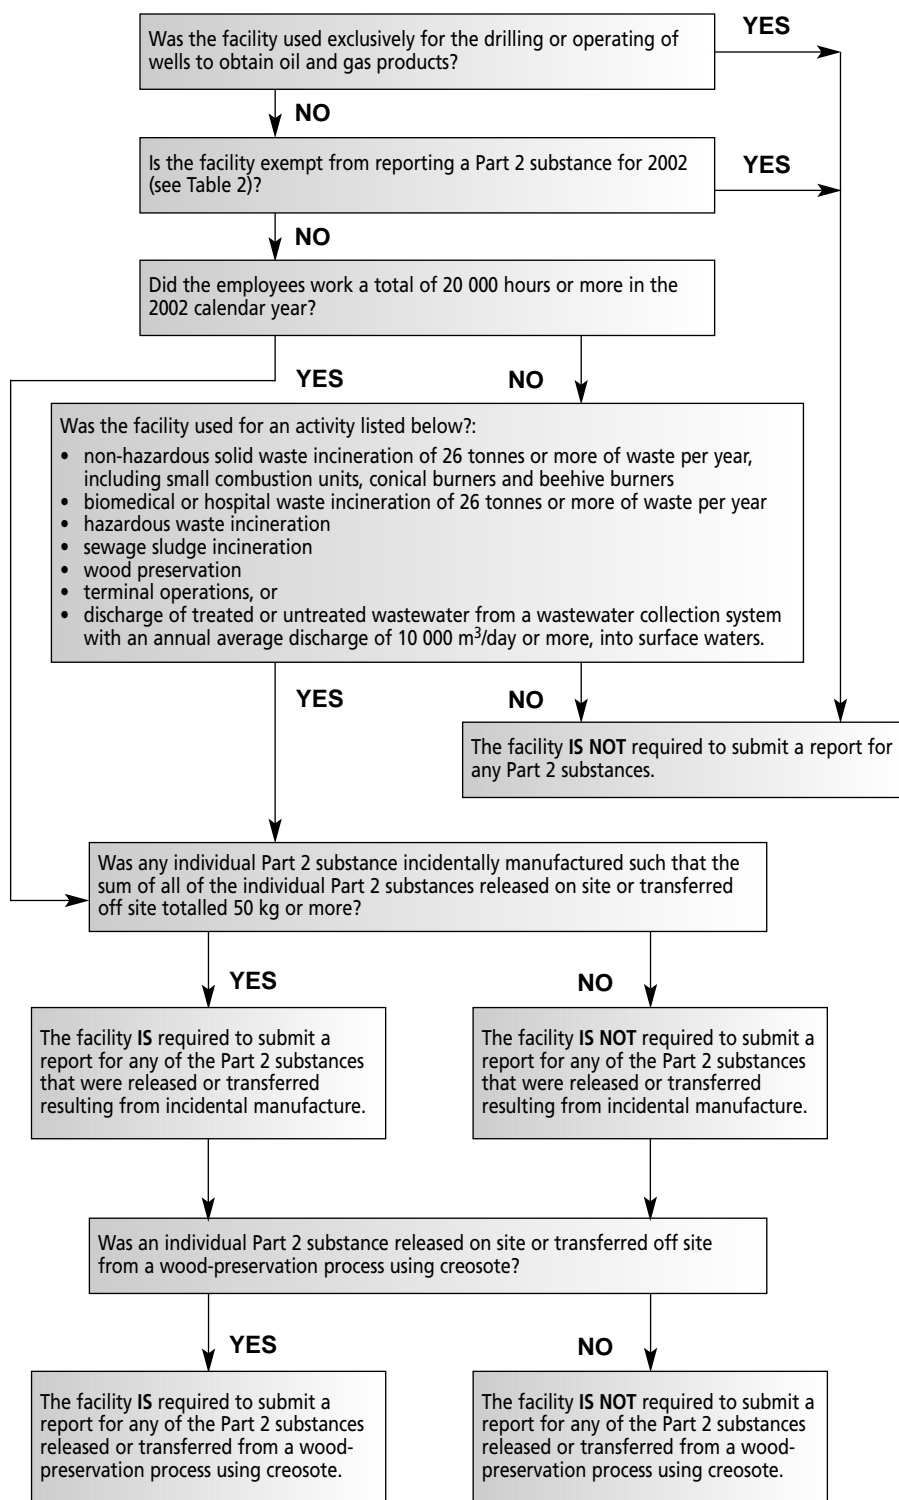 Was the facility used exclusively for the drilling or operating of
wells to obtain oil and gas products?
YES
NO
Is the facility exempt from reporting a Part 2 substance for 2002
(see Table 2)?
YES
NO
Did the employees work a total of 20 000 hours or more in the
2002 calendar year?
YES
NO
Was the facility used for an activity listed below?:
• non-hazardous solid waste incineration of 26 tonnes or more of waste per year,
including small combustion units, conical burners and beehive burners
• biomedical or hospital waste incineration of 26 tonnes or more of waste per year
• hazardous waste incineration
• sewage sludge incineration
• wood preservation
• terminal operations, or
• discharge of treated or untreated wastewater from a wastewater collection system
with an annual average discharge of 10 000 m³/day or more, into surface waters.
YES
NO
The facility IS NOT required to submit a report for
any Part 2 substances.
Was any individual Part 2 substance incidentally manufactured such that the
sum of all of the individual Part 2 substances released on site or transferred
off site totalled 50 kg or more?
YES
NO
The facility IS required to submit a
report for any of the Part 2 substances
that were released or transferred
resulting from incidental manufacture.
The facility IS NOT required to submit a
report for any of the Part 2 substances
that were released or transferred
resulting from incidental manufacture.
Was an individual Part 2 substance released on site or transferred off site
from a wood-preservation process using creosote?
YES
NO
The facility IS required to submit a
report for any of the Part 2 substances
released or transferred from a wood-
preservation process using creosote.
The facility IS NOT required to submit a
report for any of the Part 2 substances
released or transferred from a wood-
preservation process using creosote.